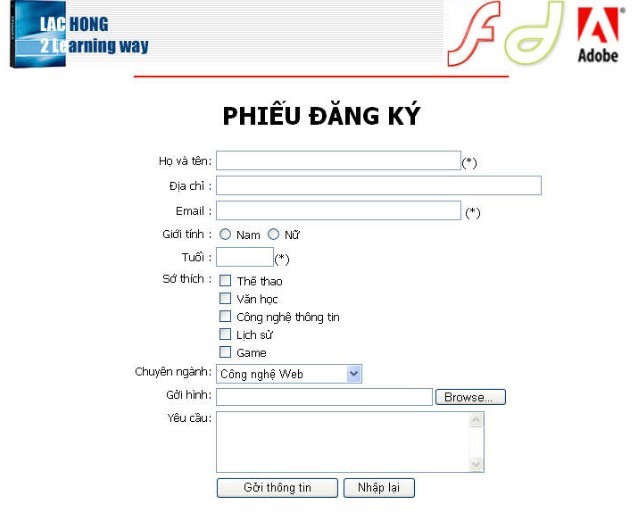 LAC HONG
2 Learning way
Adobe
PHIẾU ĐĂNG KÝ
Họ và tên: (*)
Địa chỉ :
Email : (*)
Giới tính : Nam Nữ
Tuổi : (*)
Sở thích : Thể thao
Văn học
Công nghệ thông tin
Lịch sử
Game
Chuyên ngành: Công nghệ Web
Gởi hình: Browse...
Yêu cầu:
Gởi thông tin Nhập lại